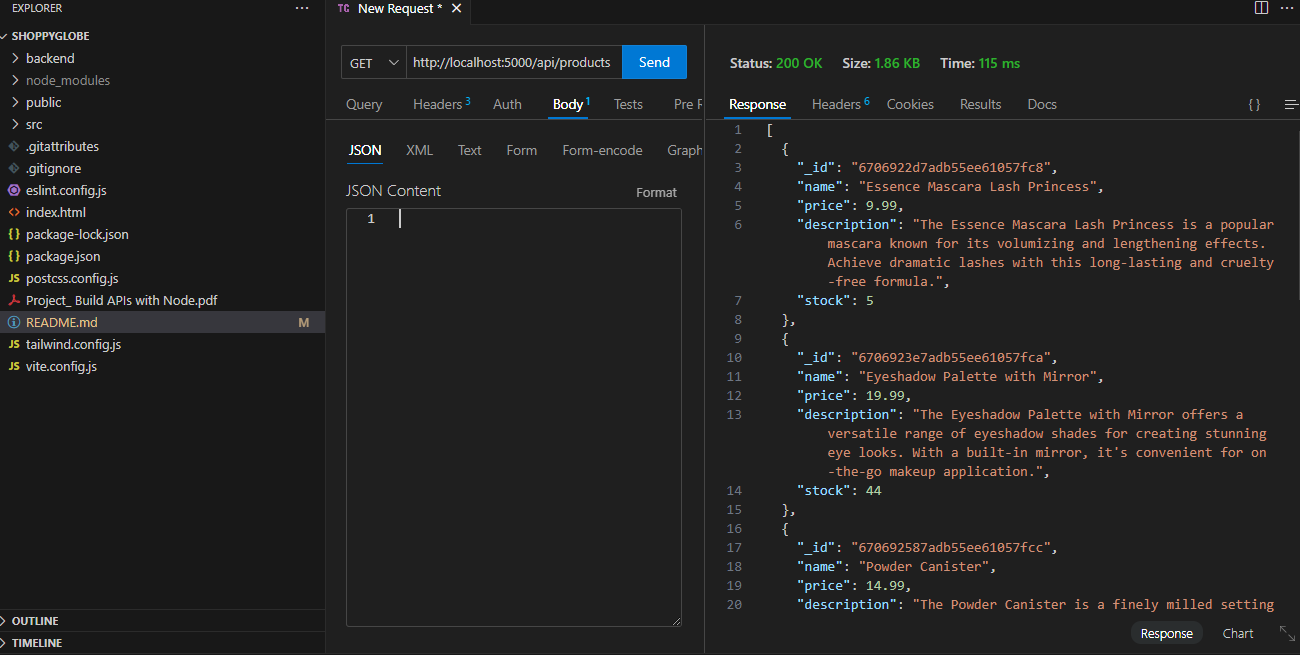 EXPLORER
SHOPPYGLOBE
backend
node_modules
public
src
.gitattributes
.gitignore
eslint.config.js
index.html
package-lock.json
package.json
JS postcss.config.js
Project_ Build APIs with Node.pdf
README.md M
JS tailwind.config.js
JS vite.config.js
OUTLINE
TIMELINE
TC New Request *
GET http://localhost:5000/api/products Send
Query Headers 3 Auth Body 1 Tests Pre
JSON XML Text Form Form-encode Graph
JSON Content Format
1
Status: 200 OK Size: 1.86 KB Time: 115 ms
Response Headers 6 Cookies Results Docs { }
1 [
2 {
3 "_id": "6706922d7adb55ee61057fc8",
4 "name": "Essence Mascara Lash Princess",
5 "price": 9.99,
6 "description": "The Essence Mascara Lash Princess is a popular
mascara known for its volumizing and lengthening effects.
Achieve dramatic lashes with this long-lasting and cruelty
-free formula.",
7 "stock": 5
8 },
9 {
10 "_id": "6706923e7adb55ee61057fca",
11 "name": "Eyeshadow Palette with Mirror",
12 "price": 19.99,
13 "description": "The Eyeshadow Palette with Mirror offers a
versatile range of eyeshadow shades for creating stunning
eye looks. With a built-in mirror, it's convenient for on
-the-go makeup application.",
14 "stock": 44
15 },
16 {
17 "_id": "670692587adb55ee61057fcc",
18 "name": "Powder Canister",
19 "price": 14.99,
20 "description": "The Powder Canister is a finely milled setting
Response Chart